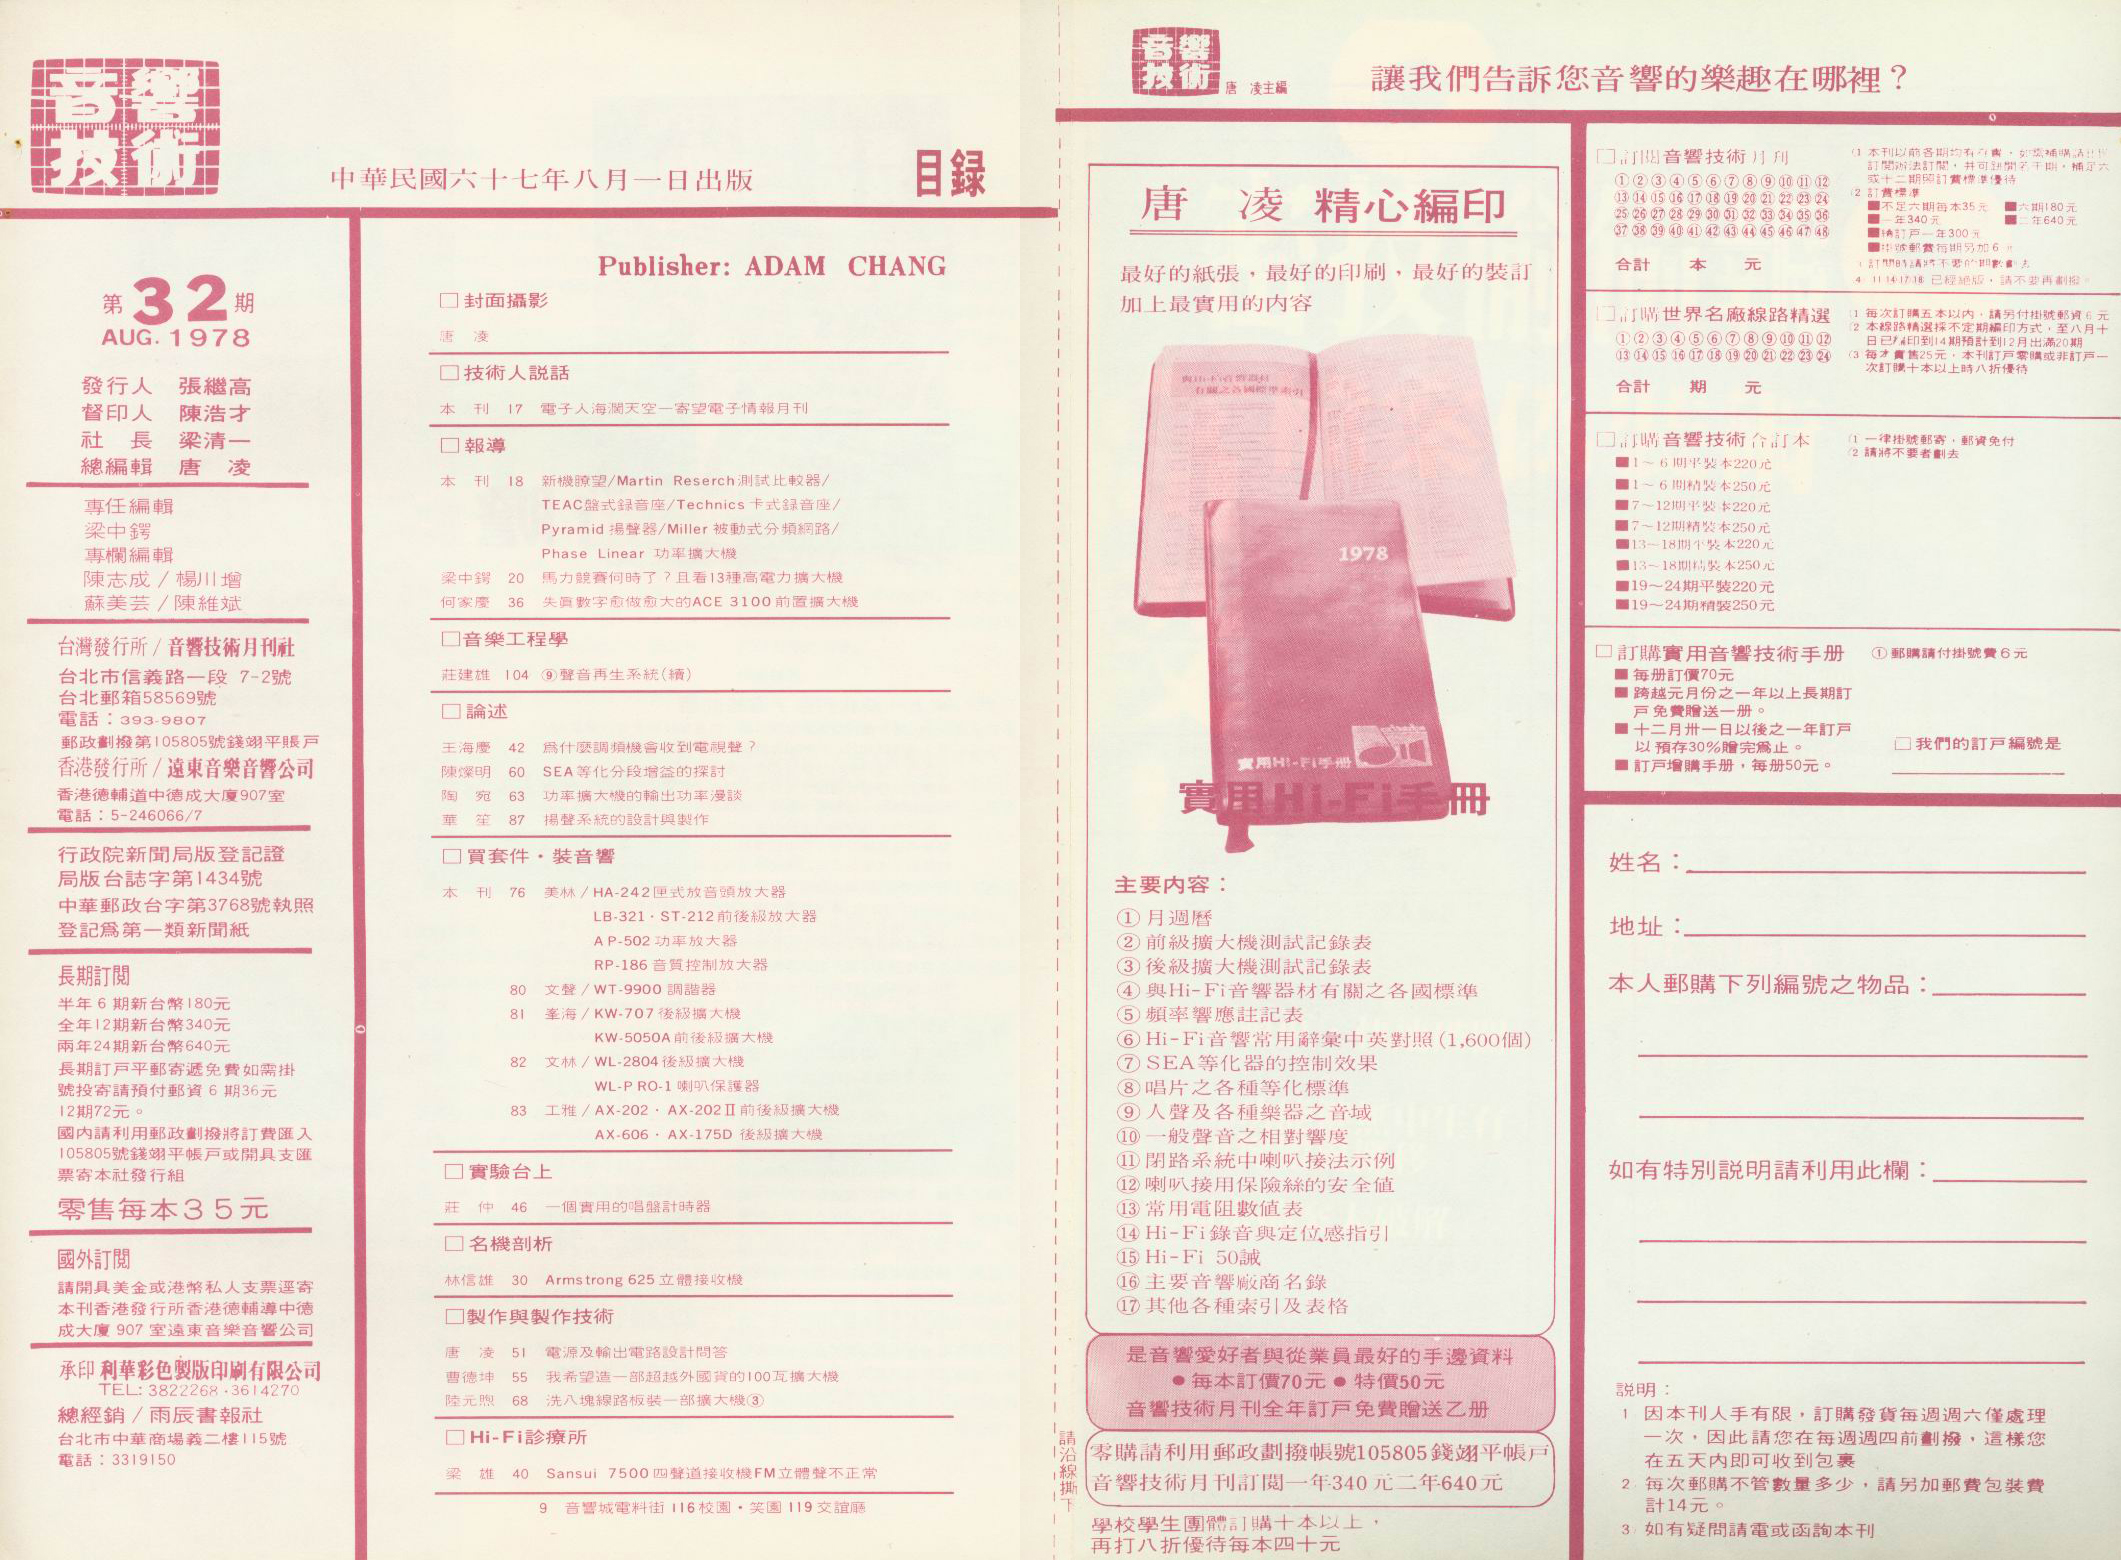 音響
技術
中華民國六十七年八月一日出版
目録
第32期
AUG. 1978
發行人 張繼高
督印人 陳浩才
社 長 梁清一
總編輯 唐 凌
專任編輯
梁中鍔
專欄編輯
陳志成／楊川增
蘇美芸／陳維斌
台灣發行所／音響技術月刊社
台北市信義路一段 7-2號
台北郵箱58569號
電話：393-9807
郵政劃撥第105805號錢翊平賬戶
香港發行所／遠東音樂音響公司
香港德輔道中德成大廈907室
電話：5-246066/7
行政院新聞局版登記證
局版台誌字第1434號
中華郵政台字第3768號執照
登記為第一類新聞紙
長期訂閱
半年 6 期新台幣180元
全年12期新台幣340元
兩年24期新台幣640元
長期訂戶平郵寄遞免費如需掛
號投寄請預付郵資 6 期36元
12期72元。
國內請利用郵政劃撥將訂費匯入
105805號錢翊平帳戶或開具支匯
票寄本社發行組
零售每本35元
國外訂閱
請開具美金或港幣私人支票逕寄
本刊香港發行所香港德輔導中德
成大廈 907 室遠東音樂音響公司
承印 利華彩色製版印刷有限公司
TEL: 3822268・3614270
總經銷／雨辰書報社
台北市中華商場義二樓115號
電話：3319150
Publisher: ADAM CHANG
□封面攝影
唐 凌
□技術人説話
本 刊 17 電子人海濶天空—寄望電子情報月刊
□報導
本 刊 18 新機瞭望/Martin Reserch測試比較器/
TEAC盤式録音座/Technics 卡式録音座/
Pyramid 揚聲器/Miller 被動式分頻網路/
Phase Linear 功率擴大機
梁中鍔 20 馬力競賽何時了？且看13種高電力擴大機
何家慶 36 失眞數字愈做愈大的ACE 3100前置擴大機
□音樂工程學
莊建雄 104 ⑨聲音再生系統(續)
□論述
王海慶 42 爲什麼調頻機會收到電視聲？
陳燦明 60 SEA等化分段增益的探討
陶 宛 63 功率擴大機的輸出功率漫談
華 笙 87 揚聲系統的設計與製作
□買套件・裝音響
本 刊 76 美林／HA-242匣式放音頭放大器
LB-321・ST-212前後級放大器
AP-502功率放大器
RP-186音質控制放大器
80 文聲／WT-9900 調諧器
81 峯海／KW-707後級擴大機
KW-5050A前後級擴大機
82 文林／WL-2804後級擴大機
WL-PRO-1喇叭保護器
83 工雅／AX-202・AX-202Ⅱ前後級擴大機
AX-606・AX-175D 後級擴大機
□實驗台上
莊 仲 46 一個實用的唱盤計時器
□名機剖析
林信雄 30 Armstrong 625立體接收機
□製作與製作技術
唐 凌 51 電源及輸出電路設計問答
曹德坤 55 我希望造一部超越外國貨的100瓦擴大機
陸元煦 68 洗八塊線路板裝一部擴大機③
□Hi-Fi診療所
梁 雄 40 Sansui 7500四聲道接收機FM立體聲不正常
9 音響城電料街 116校園・笑園 119交誼廳
音響
技術
唐 凌主編
讓我們告訴您音響的樂趣在哪裡？
唐 凌 精心編印
最好的紙張，最好的印刷，最好的裝訂
加上最實用的内容
1978
實用Hi-Fi手册
實用Hi-Fi手冊
主要内容：
①月週曆
②前級擴大機測試記錄表
③後級擴大機測試記錄表
④與Hi-Fi音響器材有關之各國標準
⑤頻率響應註記表
⑥Hi-Fi音響常用辭彙中英對照(1,600個)
⑦SEA等化器的控制效果
⑧唱片之各種等化標準
⑨人聲及各種樂器之音域
⑩一般聲音之相對響度
⑪閉路系統中喇叭接法示例
⑫喇叭接用保險絲的安全値
⑬常用電阻數値表
⑭Hi-Fi錄音與定位感指引
⑮Hi-Fi 50誡
⑯主要音響廠商名錄
⑰其他各種索引及表格
是音響愛好者與從業員最好的手邊資料
●每本訂價70元●特價50元
音響技術月刊全年訂戶免費贈送乙册
零購請利用郵政劃撥帳號105805錢翊平帳戶
音響技術月刊訂閱一年340元二年640元
學校學生團體訂購十本以上，
再打八折優待每本四十元
請沿線撕下
□訂閱音響技術月刊
①②③④⑤⑥⑦⑧⑨⑩⑪⑫
⑬⑭⑮⑯⑰⑱⑲⑳㉑㉒㉓㉔
㉕㉖㉗㉘㉙㉚㉛㉜㉝㉞㉟㊱
㊲㊳㊴㊵㊶㊷㊸㊹㊺㊻㊼㊽
合計 本 元
(1 本刊以前各期均有存書，如需補購請比照
訂閱辦法訂閱，并可到閱若干期，補足六
或十二期照訂費標準優待
(2 訂費標準
■不足六期每本35元 ■六期180元
■一年340元 ■二年640元
■續訂戶一年300元
■掛號郵費每期另加6元
訂閱時請將不要的期數劃去
已經絶版，請不要再劃撥。
□訂購世界名廠線路精選
①②③④⑤⑥⑦⑧⑨⑩⑪⑫
⑬⑭⑮⑯⑰⑱⑲⑳㉑㉒㉓㉔
合計 期 元
(1 每次訂購五本以内，請另付掛號郵資6元
(2 本線路精選採不定期編印方式，至八月十
日已編印到14期預計到12月出滿20期
(3 每本實售25元，本刊訂戶零購或非訂戶一
次訂購十本以上時八折優待
□訂購音響技術合訂本
■1～6期平裝本220元
■1～6期精裝本250元
■7～12期平裝本220元
■7～12期精裝本250元
■13～18期平裝本220元
■13～18期精裝本250元
■19～24期平裝220元
■19～24期精裝250元
(1 一律掛號郵寄，郵資免付
(2 請將不要者劃去
□訂購實用音響技術手册
①郵購請付掛號費6元
■每册訂價70元
■跨越元月份之一年以上長期訂
戶免費贈送一册。
■十二月卅一日以後之一年訂戶
以預存30%贈完爲止。
■訂戶增購手册，每册50元。
□我們的訂戶編號是
姓名：
地址：
本人郵購下列編號之物品：
如有特別説明請利用此欄：
説明：
1 因本刊人手有限，訂購發貨每週週六僅處理
一次，因此請您在每週週四前劃撥，這樣您
在五天内即可收到包裹
2 每次郵購不管數量多少，請另加郵費包裝費
計14元。
3 如有疑問請電或函詢本刊